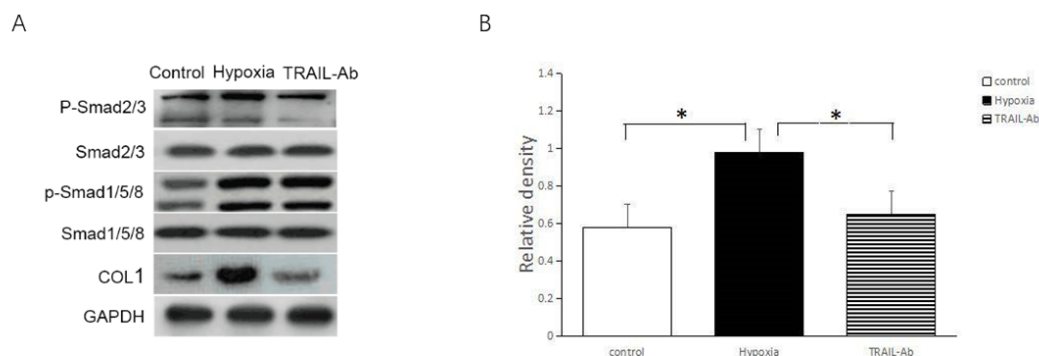 A
Control Hypoxia TRAIL-Ab
P-Smad2/3
Smad2/3
p-Smad1/5/8
Smad1/5/8
COL1
GAPDH
B
1.4
1.2
1
0.8
0.6
0.4
0.2
0
Relative density
* *
control Hypoxia TRAIL-Ab
control
Hypoxia
TRAIL-Ab